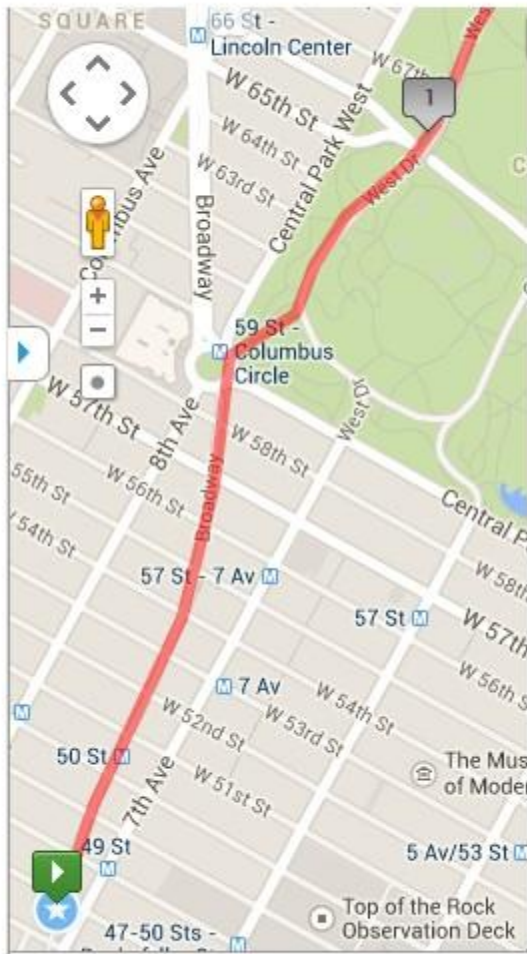 SQUARE
66 St -
Lincoln Center
West
W 67th
1
W 65th St
W 64th St
W 63rd St
Central Park West
West Dr
Columbus Ave
Broadway
59 St -
Columbus
Circle
W 57th St
8th Ave
W 58th St
West Dr
55th St
W 56th St
54th St
Broadway
Central P
57 St - 7 Av
W 58th
57 St
W 57th
7 Av
W 56th S
W 54th St
W 53rd St
W 52nd St
50 St
W 51st St
7th Ave
The Mus
of Moder
49 St
5 Av/53 St
Top of the Rock
Observation Deck
47-50 Sts -